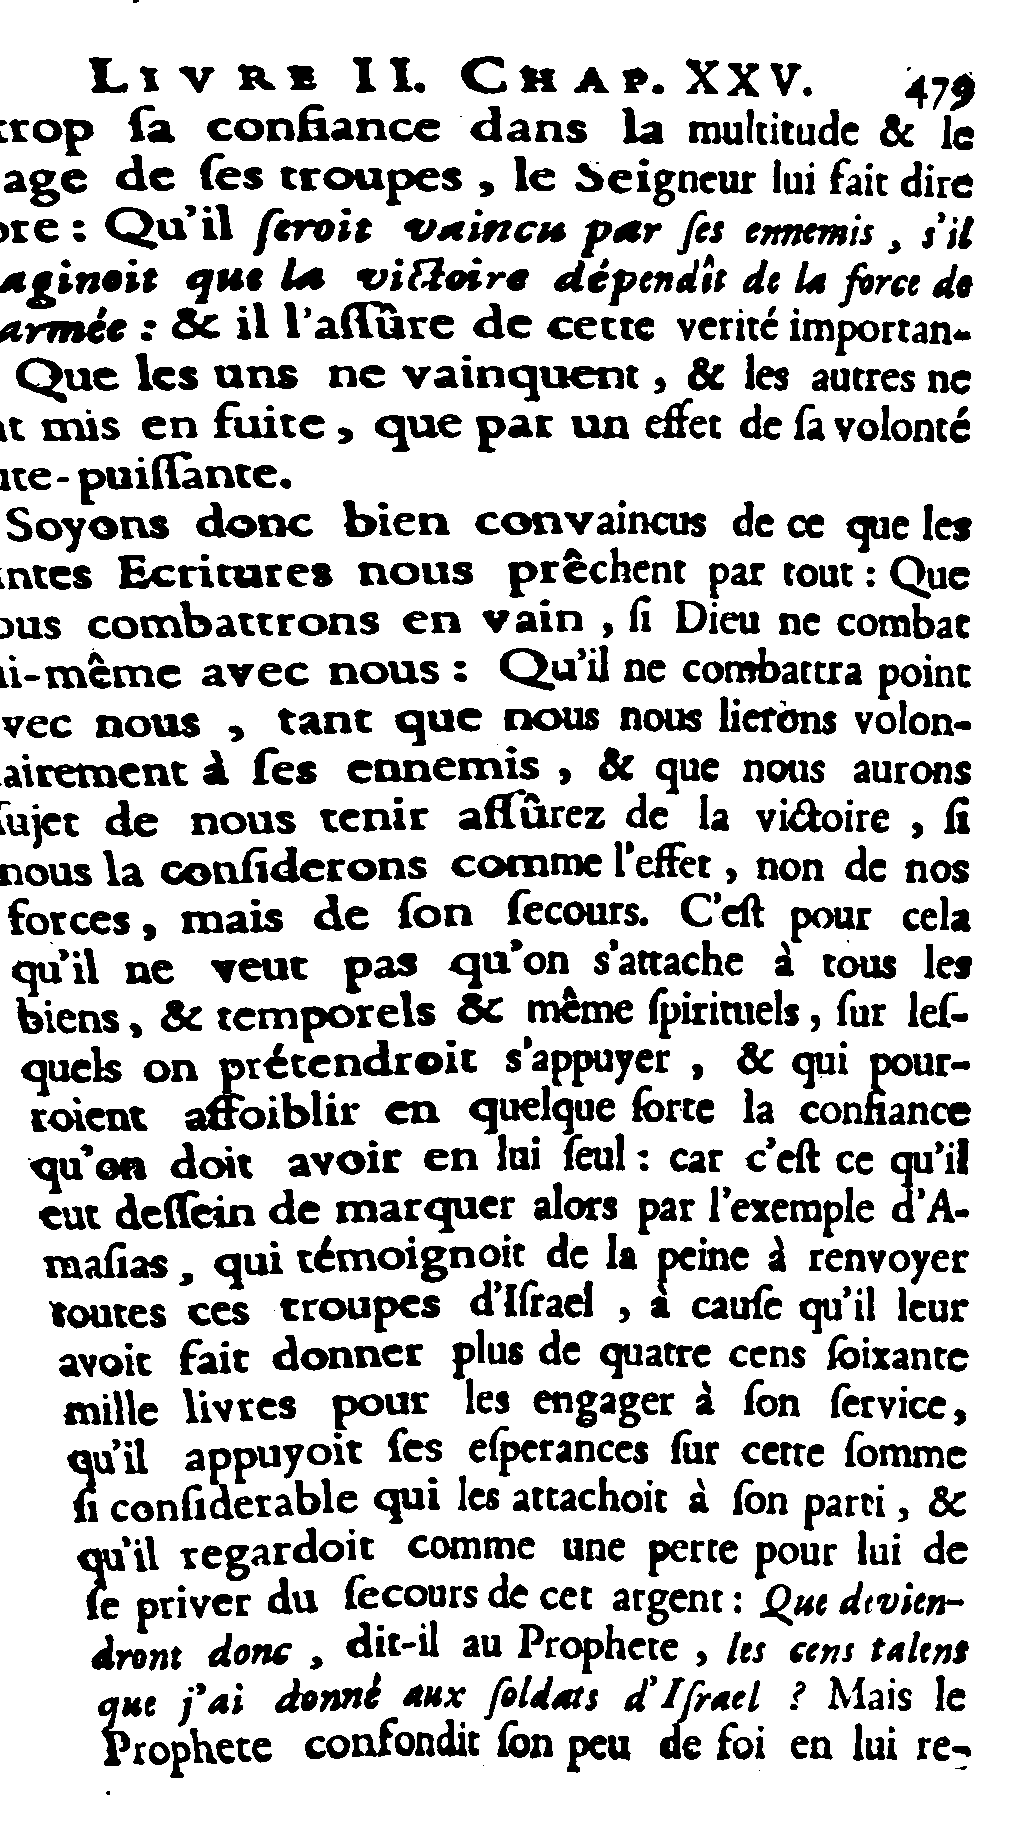 LIVRE II. CHAP. XXV. 479
trop ſa confiance dans la multitude & le
age de ſes troupes, le Seigneur lui fait dire
ore : Qu'il ſeroit vaincu par ſes ennemis, s'il
aginoit que la victoire dépendît de la force de
armée : & il l'aſſûre de cette verité importan-
Que les uns ne vainquent, & les autres ne
nt mis en fuite, que par un effet de ſa volonté
ute-puiſſante.
Soyons donc bien convaincus de ce que les
intes Ecritures nous prêchent par tout : Que
ous combattrons en vain, ſi Dieu ne combat
ui-même avec nous : Qu'il ne combattra point
vec nous, tant que nous nous lierons volon-
airement à ſes ennemis, & que nous aurons
ſujet de nous tenir aſſûrez de la victoire, ſi
nous la conſiderons comme l'effet, non de nos
forces, mais de ſon ſecours. C'eſt pour cela
qu'il ne veut pas qu'on s'attache à tous les
biens, & temporels & même ſpirituels, ſur leſ-
quels on prétendroit s'appuyer, & qui pour-
roient affoiblir en quelque ſorte la confiance
qu'on doit avoir en lui ſeul : car c'eſt ce qu'il
eut deſſein de marquer alors par l'exemple d'A-
maſias, qui témoignoit de la peine à renvoyer
toutes ces troupes d'Iſrael, à cauſe qu'il leur
avoit fait donner plus de quatre cens ſoixante
mille livres pour les engager à ſon ſervice,
qu'il appuyoit ſes eſperances ſur cette ſomme
ſi conſiderable qui les attachoit à ſon parti, &
qu'il regardoit comme une perte pour lui de
ſe priver du ſecours de cet argent : Que devien-
dront donc, dit-il au Prophete, les cens talens
que j'ai donné aux ſoldats d'Iſrael ? Mais le
Prophete confondit ſon peu de foi en lui re-